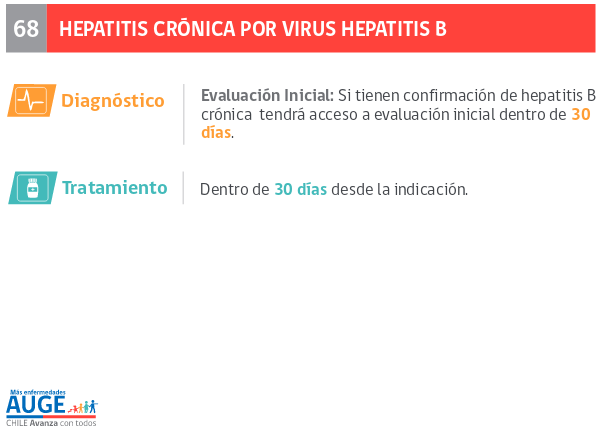 68 HEPATITIS CRÓNICA POR VIRUS HEPATITIS B
Diagnóstico
Evaluación Inicial: Si tienen confirmación de hepatitis B
crónica tendrá acceso a evaluación inicial dentro de 30
días.
Tratamiento
Dentro de 30 días desde la indicación.
Más enfermedades
AUGE
CHILE Avanza con todos